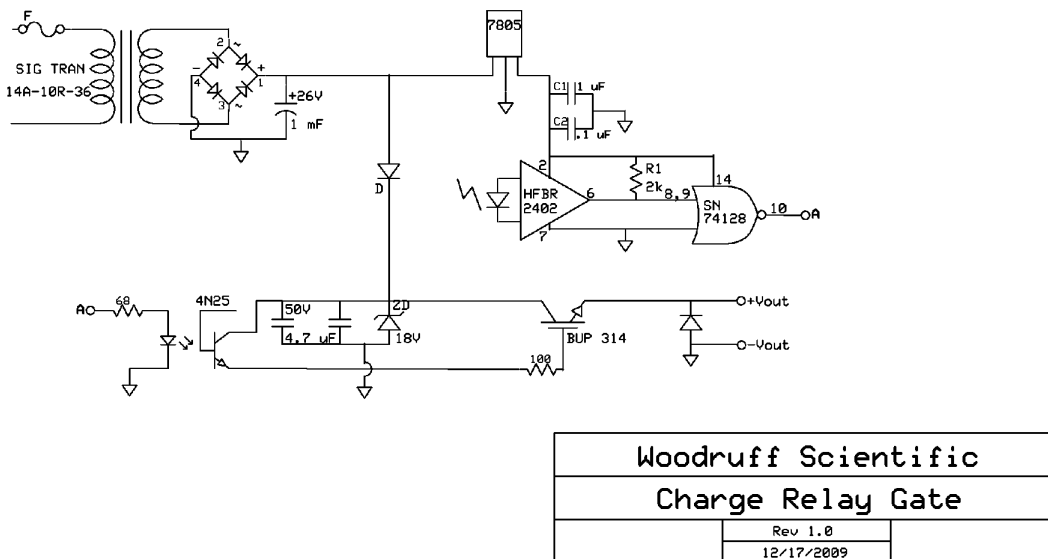 F
SIG TRAN
14A-10R-36
2 ~
- +
4 1
3 ~
+26V
1 mF
7805
C1 1 uF
C2 .1 uF
D
2
HFBR
2402
6
7
R1
2k
8,9
14
SN
74128
10 A
A 68
4N25
50V
4.7 uF
ZD
18V
100
BUP 314
+Vout
-Vout
Woodruff Scientific
Charge Relay Gate
Rev 1.0
12/17/2009